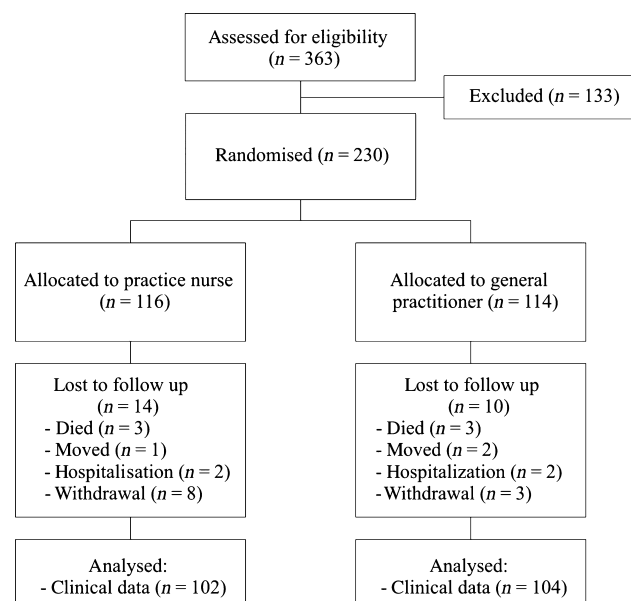 Assessed for eligibility
(n = 363)
Excluded (n = 133)
Randomised (n = 230)
Allocated to practice nurse
(n = 116)
Allocated to general
practitioner (n = 114)
Lost to follow up
(n = 14)
- Died (n = 3)
- Moved (n = 1)
- Hospitalisation (n = 2)
- Withdrawal (n = 8)
Lost to follow up
(n = 10)
- Died (n = 3)
- Moved (n = 2)
- Hospitalization (n = 2)
- Withdrawal (n = 3)
Analysed:
- Clinical data (n = 102)
Analysed:
- Clinical data (n = 104)